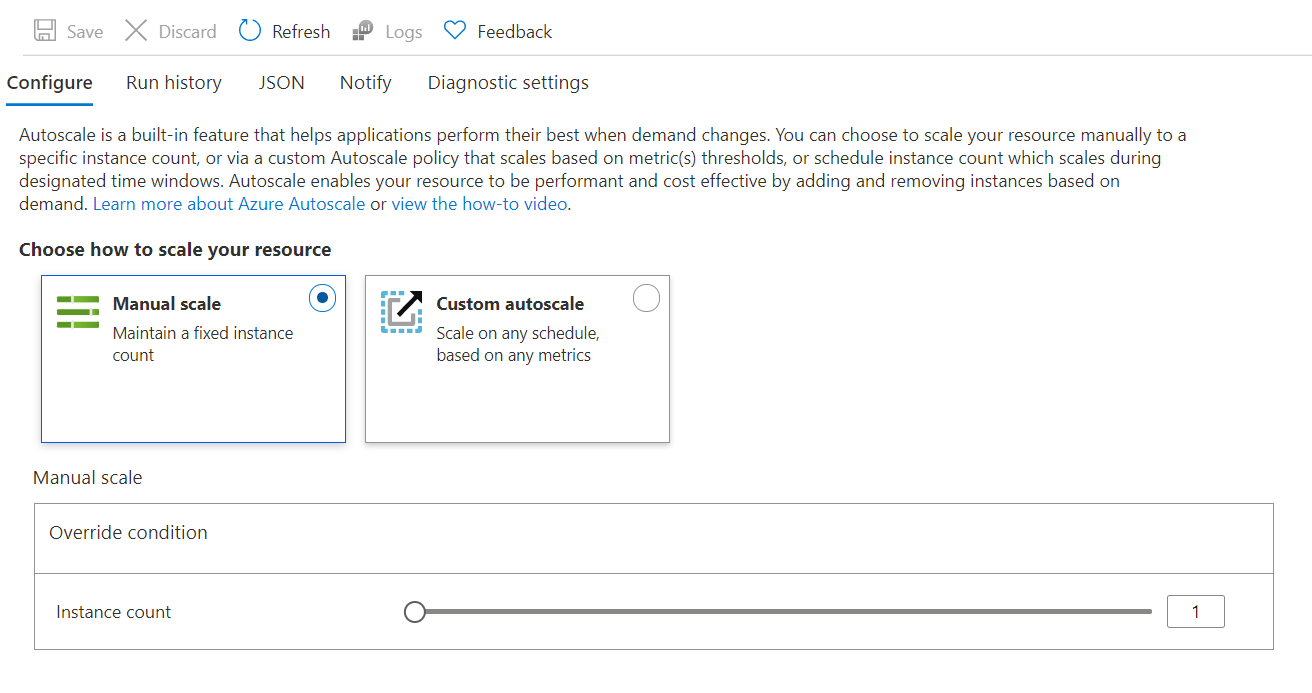 Save Discard Refresh Logs Feedback
Configure Run history JSON Notify Diagnostic settings
Autoscale is a built-in feature that helps applications perform their best when demand changes. You can choose to scale your resource manually to a
specific instance count, or via a custom Autoscale policy that scales based on metric(s) thresholds, or schedule instance count which scales during
designated time windows. Autoscale enables your resource to be performant and cost effective by adding and removing instances based on
demand. Learn more about Azure Autoscale or view the how-to video.
Choose how to scale your resource
Manual scale
Maintain a fixed instance
count
Custom autoscale
Scale on any schedule,
based on any metrics
Manual scale
Override condition
Instance count 1